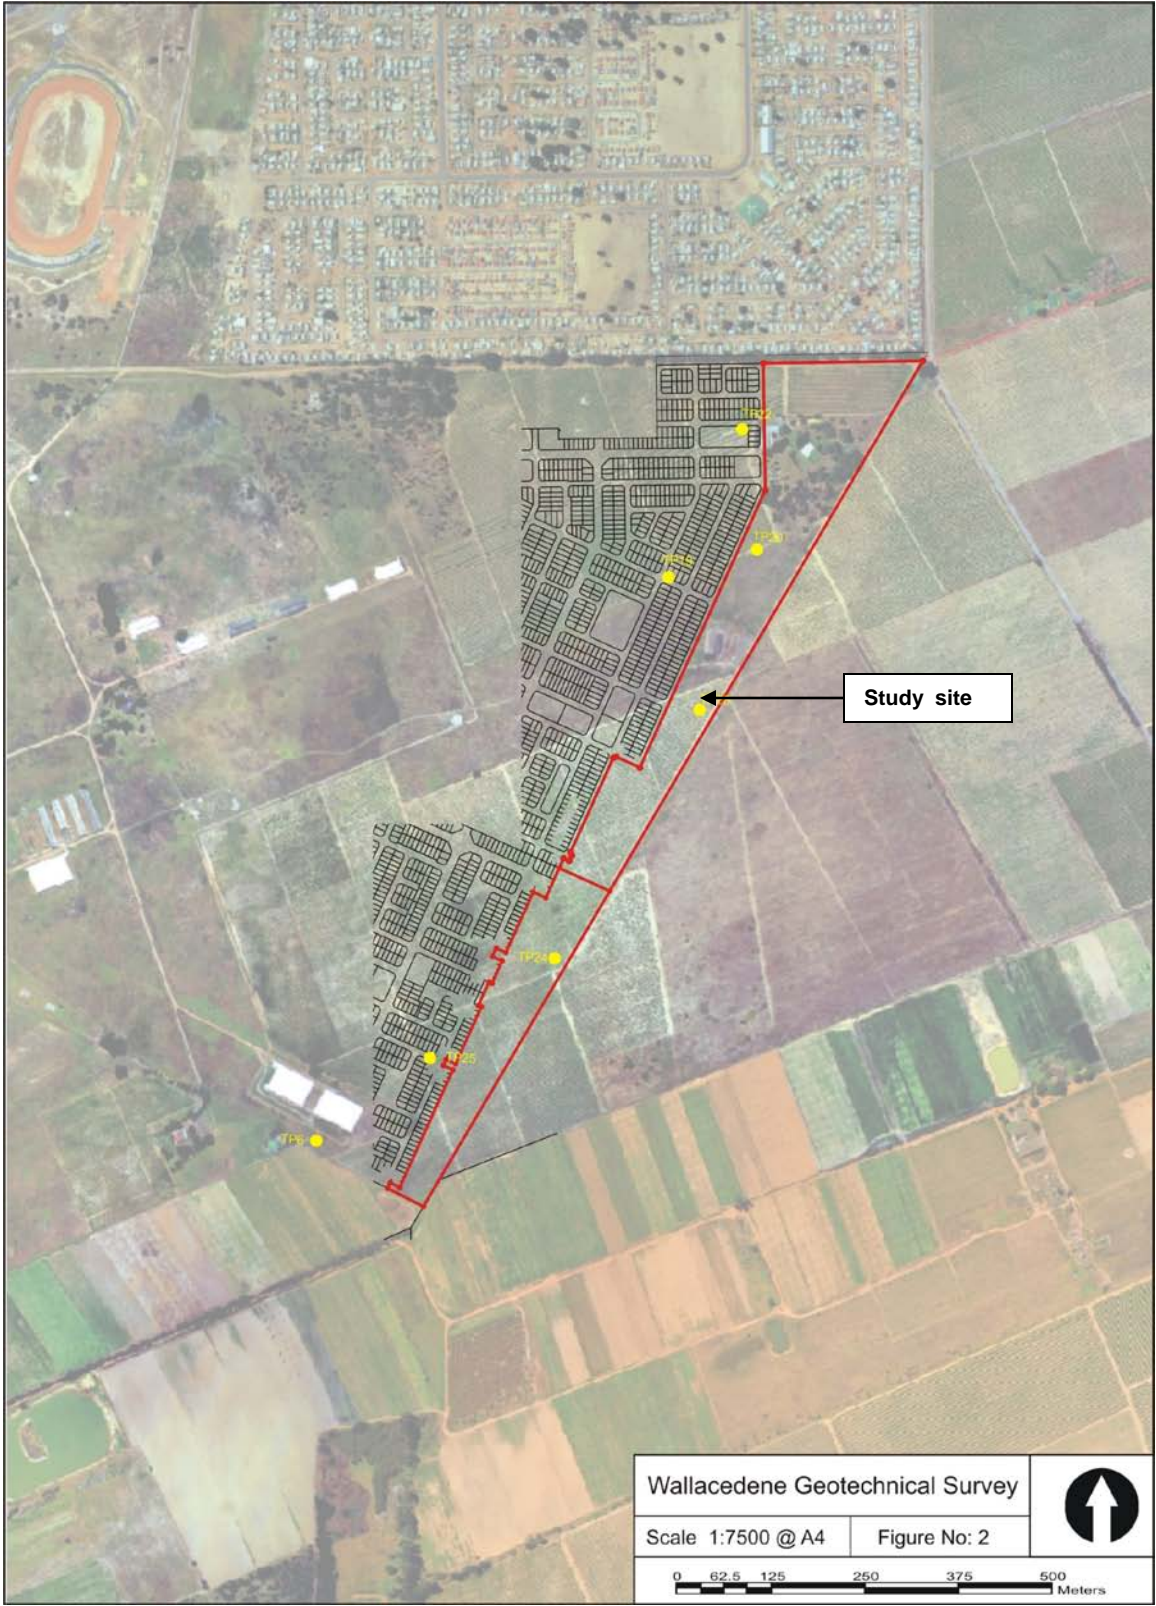 TP22
TP24
TP25
TP6
Study site
Wallacedene Geotechnical Survey
Scale 1:7500 @ A4
Figure No: 2
0 62.5 125 250 375 500
Meters